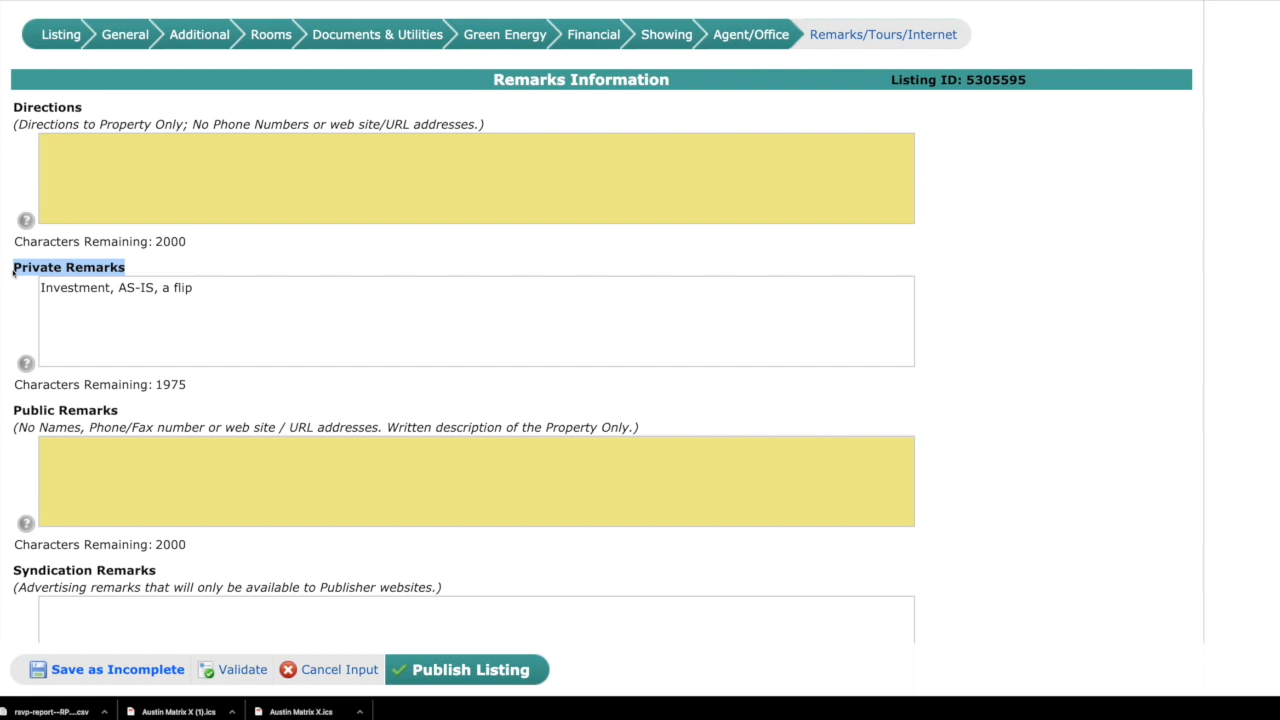 Listing General Additional Rooms Documents & Utilities Green Energy Financial Showing Agent/Office Remarks/Tours/Internet
Remarks Information Listing ID: 5305595
Directions
(Directions to Property Only; No Phone Numbers or web site/URL addresses.)
?
Characters Remaining: 2000
Private Remarks
Investment, AS-IS, a flip
?
Characters Remaining: 1975
Public Remarks
(No Names, Phone/Fax number or web site / URL addresses. Written description of the Property Only.)
?
Characters Remaining: 2000
Syndication Remarks
(Advertising remarks that will only be available to Publisher websites.)
Save as Incomplete Validate Cancel Input Publish Listing
rsvp-report--RP....csv Austin Matrix X (1).ics Austin Matrix X.ics